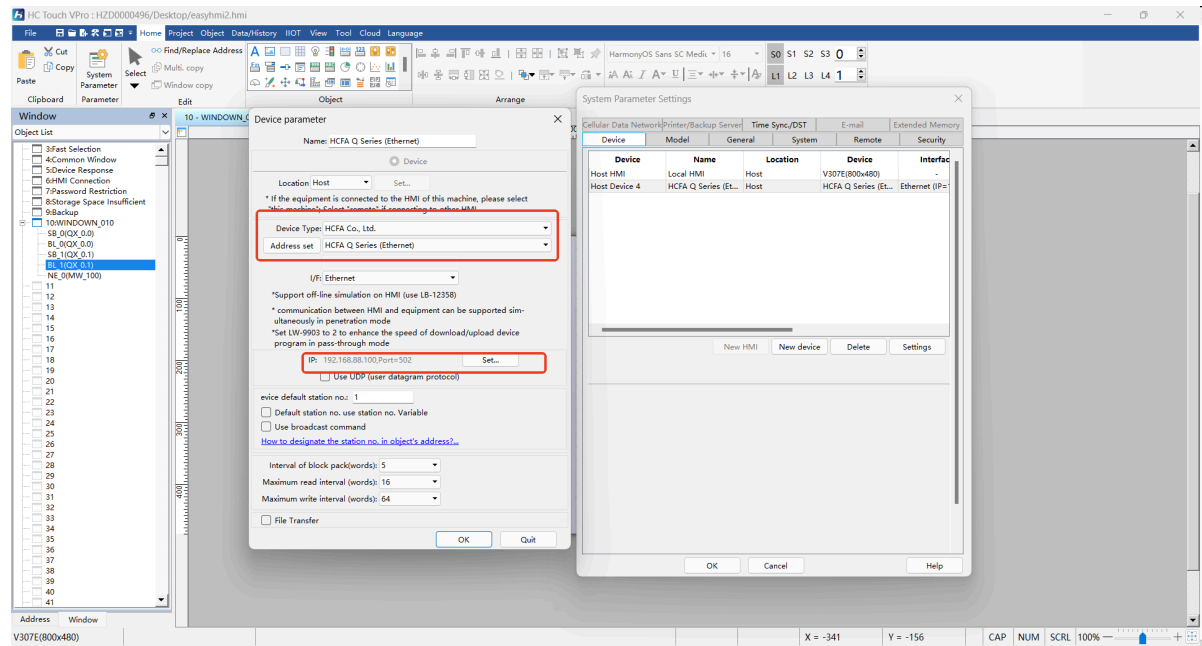 HC Touch VPro : HZD0000496/Desktop/easyhmi2.hmi
File Home Project Object Data/History IIOT View Tool Cloud Language
Paste
Cut
Copy
System
Parameter
Select
Find/Replace Address
Multi. copy
Window copy
HarmonyOS Sans SC Medi 16
S0 S1 S2 S3 0
L1 L2 L3 L4 1
Clipboard Parameter Edit Object Arrange
Window
Object List
3:Fast Selection
4:Common Window
5:Device Response
6:HMI Connection
7:Password Restriction
8:Storage Space Insufficient
9:Backup
10:WINDOWN_010
SB_0(QX_0.0)
BL_0(QX_0.0)
SB_1(QX_0.1)
BL_1(QX_0.1)
NE_0(MW_100)
11
12
13
14
15
16
17
18
19
20
21
22
23
24
25
26
27
28
29
30
31
32
33
34
35
36
37
38
39
40
41
Address Window
10 - WINDOWN_0
0
100
200
300
400
Device parameter
Name: HCFA Q Series (Ethernet)
Device
Location Host Set...
* If the equipment is connected to the HMI of this machine, please select
"this machine"; Select "remote" if connecting to other HMI
Device Type: HCFA Co., Ltd.
Address set HCFA Q Series (Ethernet)
I/F: Ethernet
*Support off-line simulation on HMI (use LB-12358)
* communication between HMI and equipment can be supported sim-
ultaneously in penetration mode
*Set LW-9903 to 2 to enhance the speed of download/upload device
program in pass-through mode
IP: 192.168.88.100,Port=502 Set...
Use UDP (user datagram protocol)
evice default station no.: 1
Default station no. use station no. Variable
Use broadcast command
How to designate the station no. in object's address?...
Interval of block pack(words): 5
Maximum read interval (words): 16
Maximum write interval (words): 64
File Transfer
OK Quit
System Parameter Settings
Cellular Data Network Printer/Backup Server Time Sync./DST E-mail Extended Memory
Device Model General System Remote Security
Device Name Location Device Interfac
Host HMI Local HMI Host V307E(800x480) -
Host Device 4 HCFA Q Series (Et... Host HCFA Q Series (Et... Ethernet (IP=
New HMI New device Delete Settings
OK Cancel Help
V307E(800x480) X = -341 Y = -156 CAP NUM SCRL 100%